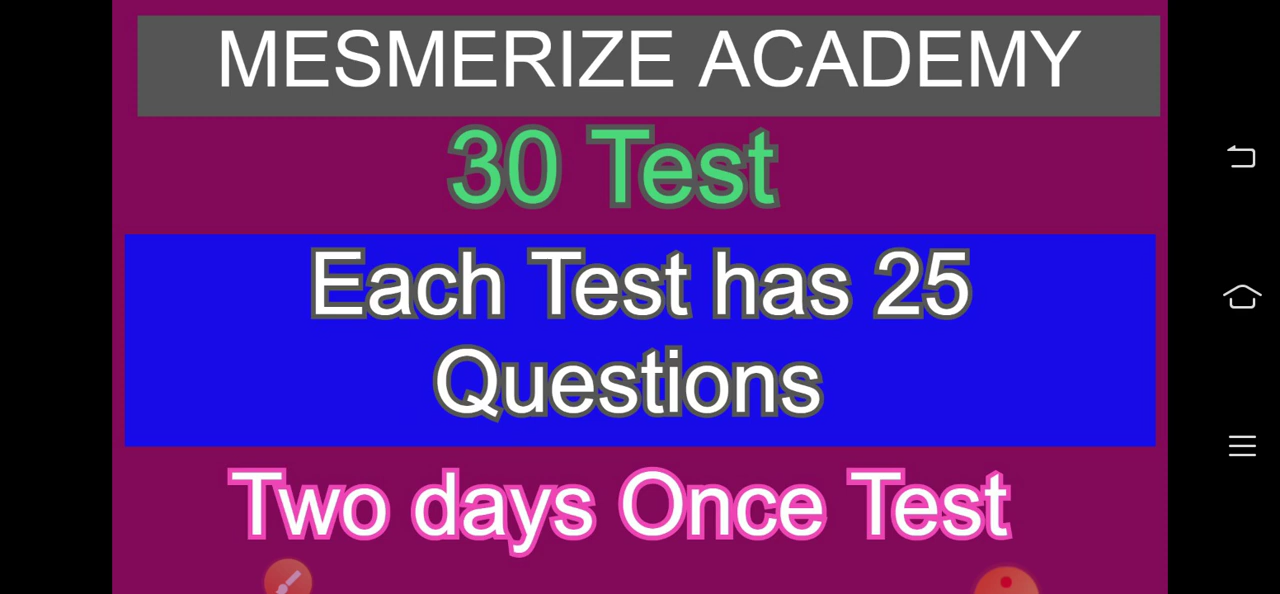 MESMERIZE ACADEMY
30 Test
Each Test has 25
Questions
Two days Once Test